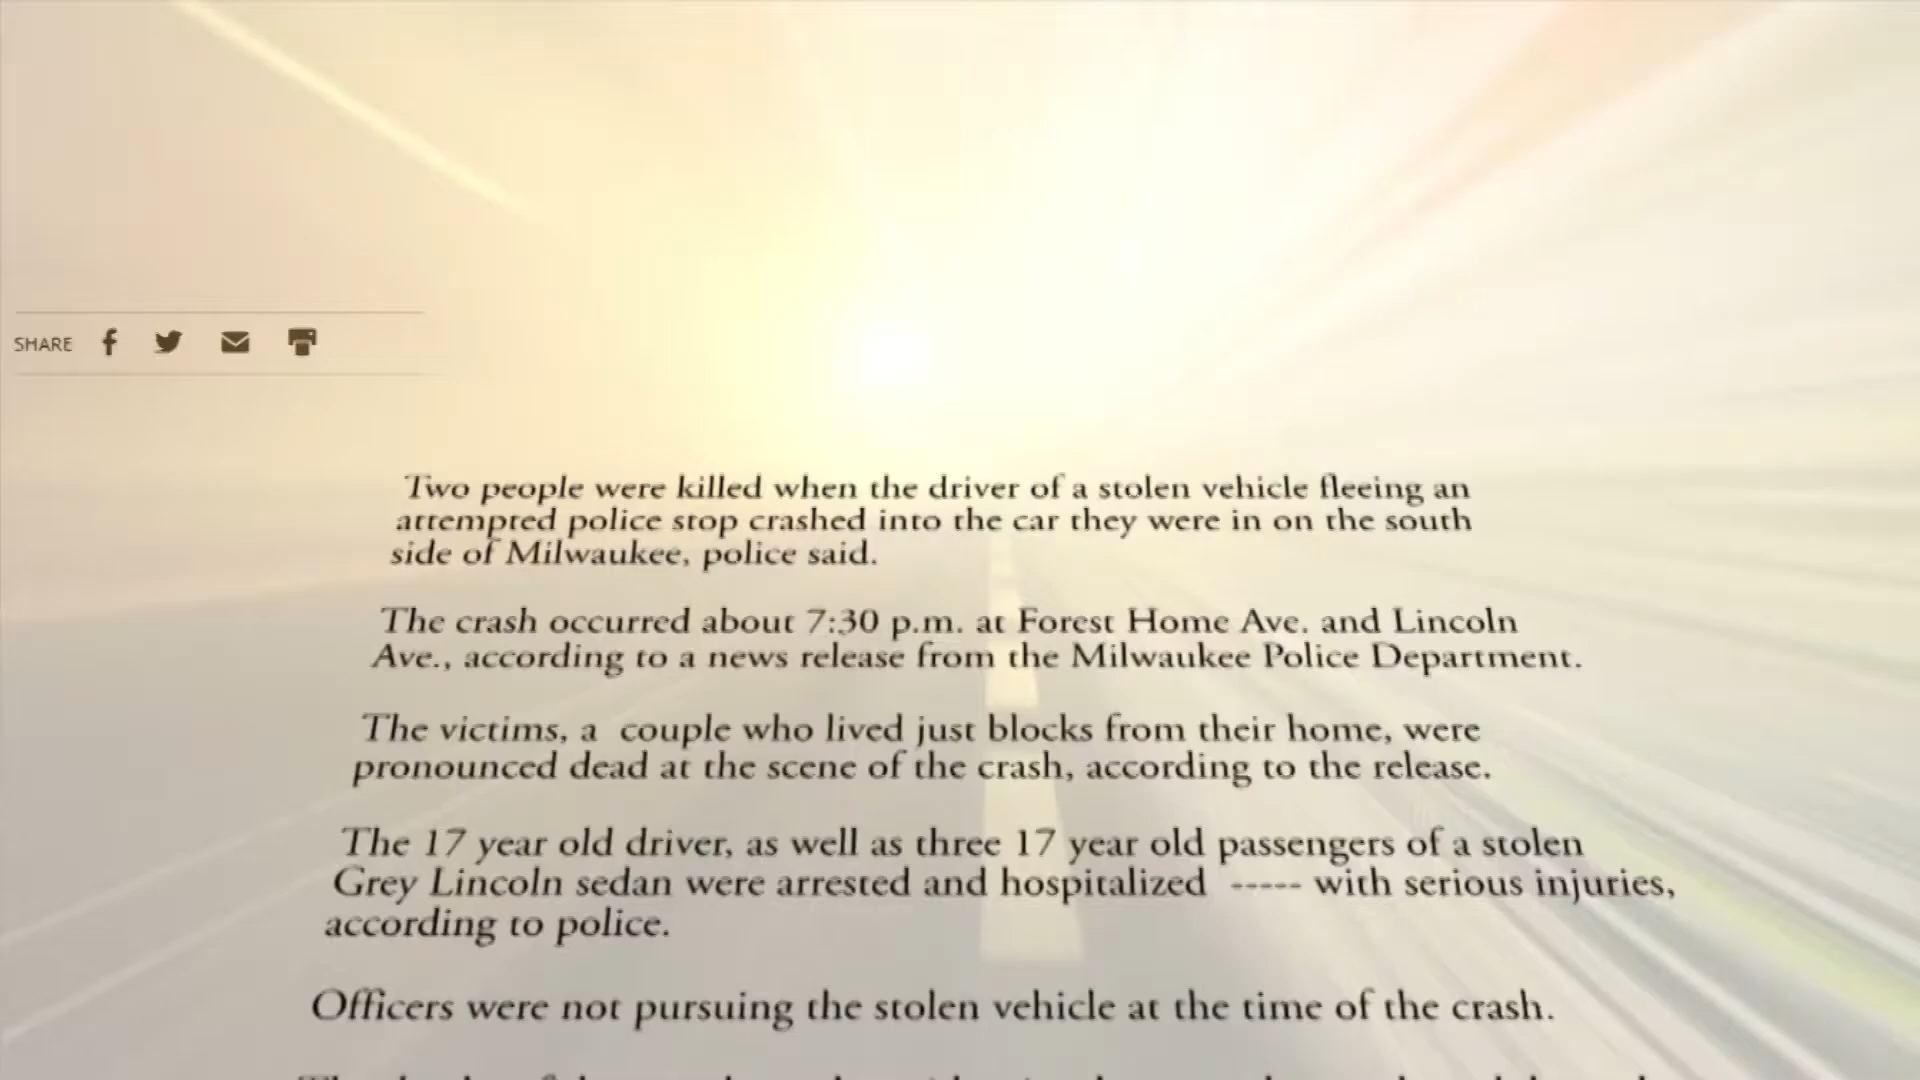 SHARE
Two people were killed when the driver of a stolen vehicle fleeing an
attempted police stop crashed into the car they were in on the south
side of Milwaukee, police said.
The crash occurred about 7:30 p.m. at Forest Home Ave. and Lincoln
Ave., according to a news release from the Milwaukee Police Department.
The victims, a  couple who lived just blocks from their home, were
pronounced dead at the scene of the crash, according to the release.
The 17 year old driver, as well as three 17 year old passengers of a stolen
Grey Lincoln sedan were arrested and hospitalized  ----- with serious injuries,
according to police.
Officers were not pursuing the stolen vehicle at the time of the crash.